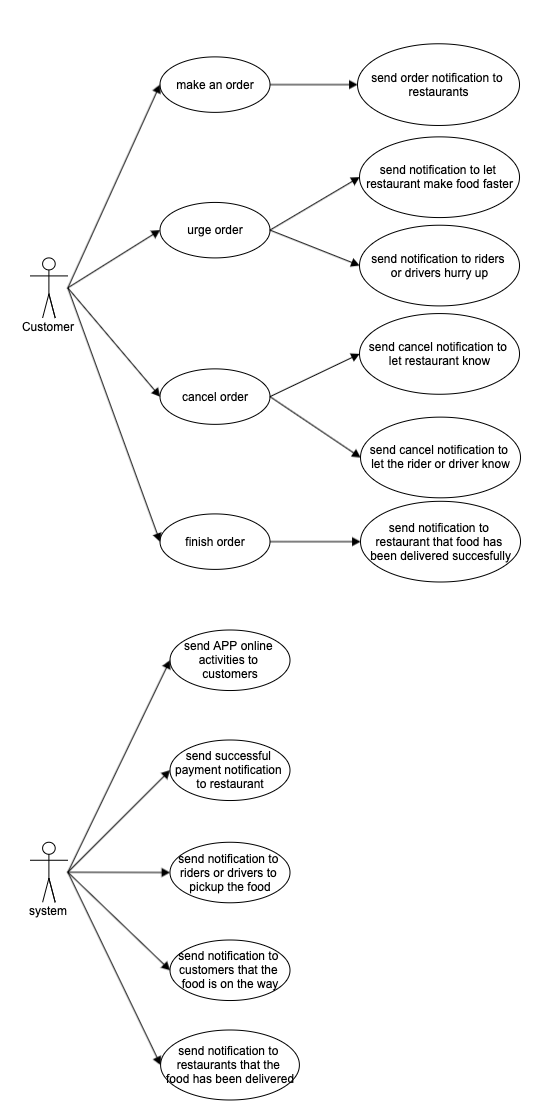 make an order
send order notification to
restaurants
send notification to let
restaurant make food faster
urge order
send notification to riders
or drivers hurry up
Customer
send cancel notification to
let restaurant know
cancel order
send cancel notification to
let the rider or driver know
finish order
send notification to
restaurant that food has
been delivered succesfully
send APP online
activities to
customers
send successful
payment notification
to restaurant
send notification to
riders or drivers to
pickup the food
system
send notification to
customers that the
food is on the way
send notification to
restaurants that the
food has been delivered